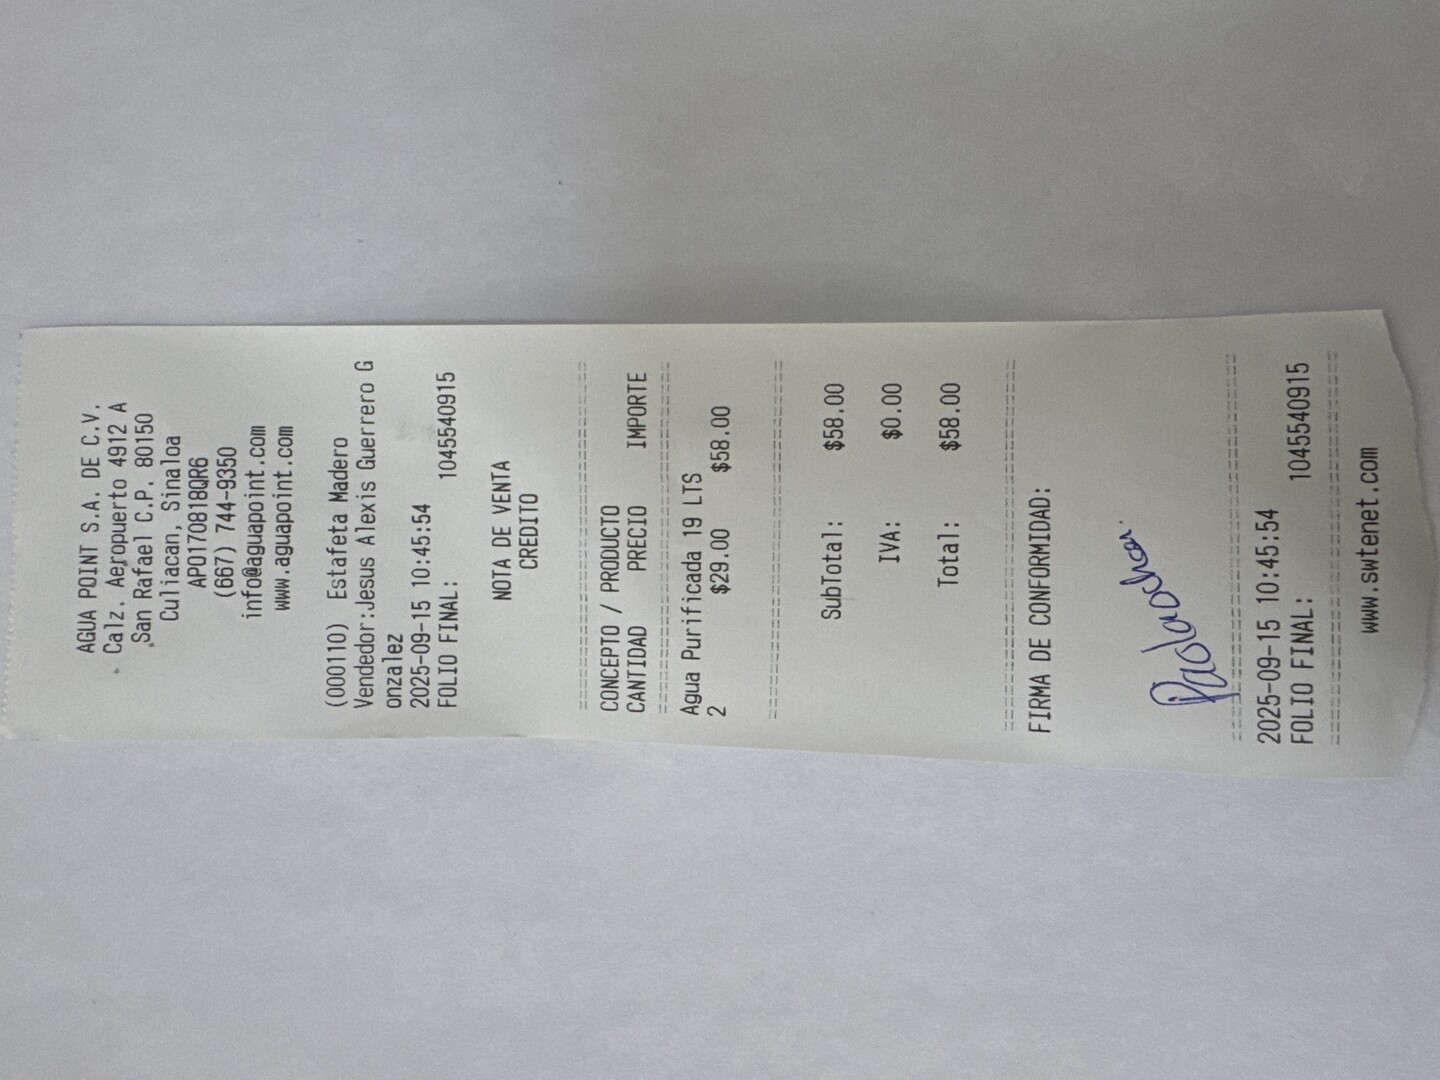 AGUA POINT S.A. DE C.V.
Calz. Aeropuerto 4912 A
San Rafael C.P. 80150
Culiacan, Sinaloa
APO170818QR6
(667) 744-9350
info@aguapoint.com
www.aguapoint.com
(000110) Estafeta Madero
Vendedor:Jesus Alexis Guerrero G
onzalez
2025-09-15 10:45:54
FOLIO FINAL: 1045540915
NOTA DE VENTA
CREDITO
================================
CONCEPTO / PRODUCTO
CANTIDAD PRECIO IMPORTE
================================
Agua Purificada 19 LTS
2 $29.00 $58.00
================================
SubTotal: $58.00
IVA: $0.00
Total: $58.00
================================
FIRMA DE CONFORMIDAD:
================================
2025-09-15 10:45:54
FOLIO FINAL: 1045540915
================================
www.swtenet.com